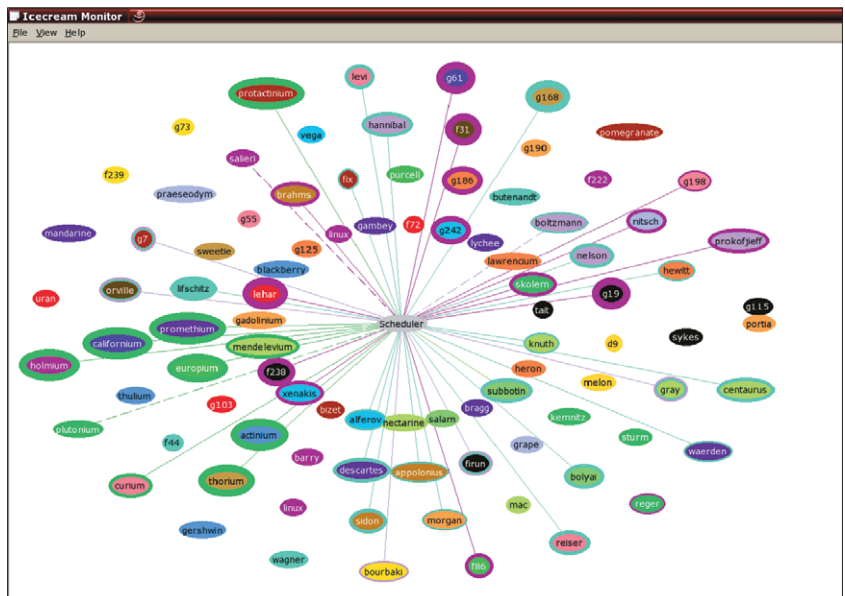 Icecream Monitor
File View Help
levi
g61
protactinium
g168
g73
vega
hannibal
f31
pomegranate
g190
salieri
f239
fix
purcell
g186
f222
g198
praeseodym
brahms
butenandt
g55
linux
gambey
f72
g242
boltzmann
nitsch
mandarine
g7
sweetie
g125
lychee
lawrencium
nelson
prokofjieff
blackberry
hewitt
orville
lifschitz
lehar
skolem
g19
uran
tait
g115
gadolinium
Scheduler
portia
promethium
californium
mendelevium
knuth
d9
sykes
holmium
europium
f238
heron
melon
gray
centaurus
thulium
xenakis
subbotin
g103
bizet
bragg
plutonium
alferov
nectarine
salam
kemnitz
f44
actinium
grape
sturm
barry
waerden
descartes
appolonius
firun
curium
thorium
bolyai
linux
mac
reger
gershwin
sidon
morgan
wagner
reiser
bourbaki
f86